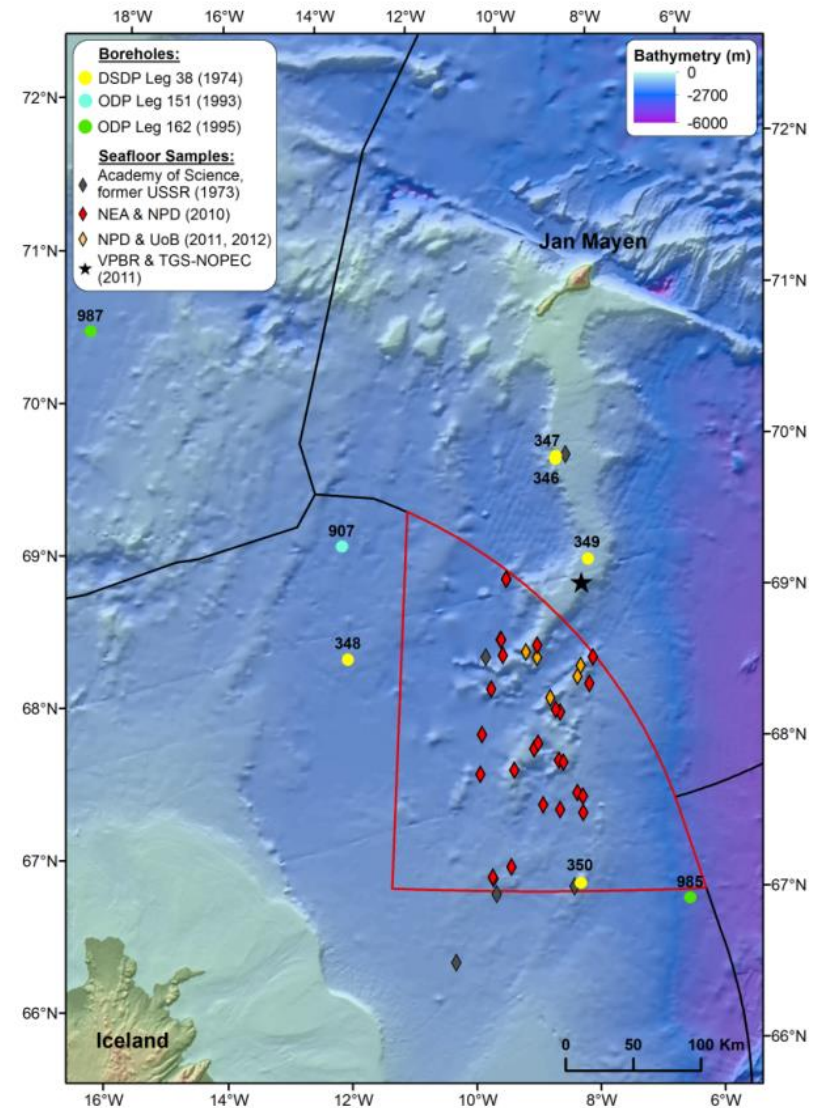 18°W 16°W 14°W 12°W 10°W 8°W 6°W
Boreholes:
DSDP Leg 38 (1974)
ODP Leg 151 (1993)
ODP Leg 162 (1995)
Seafloor Samples:
Academy of Science,
former USSR (1973)
NEA & NPD (2010)
NPD & UoB (2011, 2012)
VPBR & TGS-NOPEC
(2011)
Bathymetry (m)
0
-2700
-6000
72°N
72°N
Jan Mayen
71°N
71°N
987
70°N
70°N
347
346
907
349
69°N
69°N
348
68°N
68°N
67°N
350
985
67°N
66°N
66°N
Iceland
0 50 100 Km
16°W 14°W 12°W 10°W 8°W 6°W